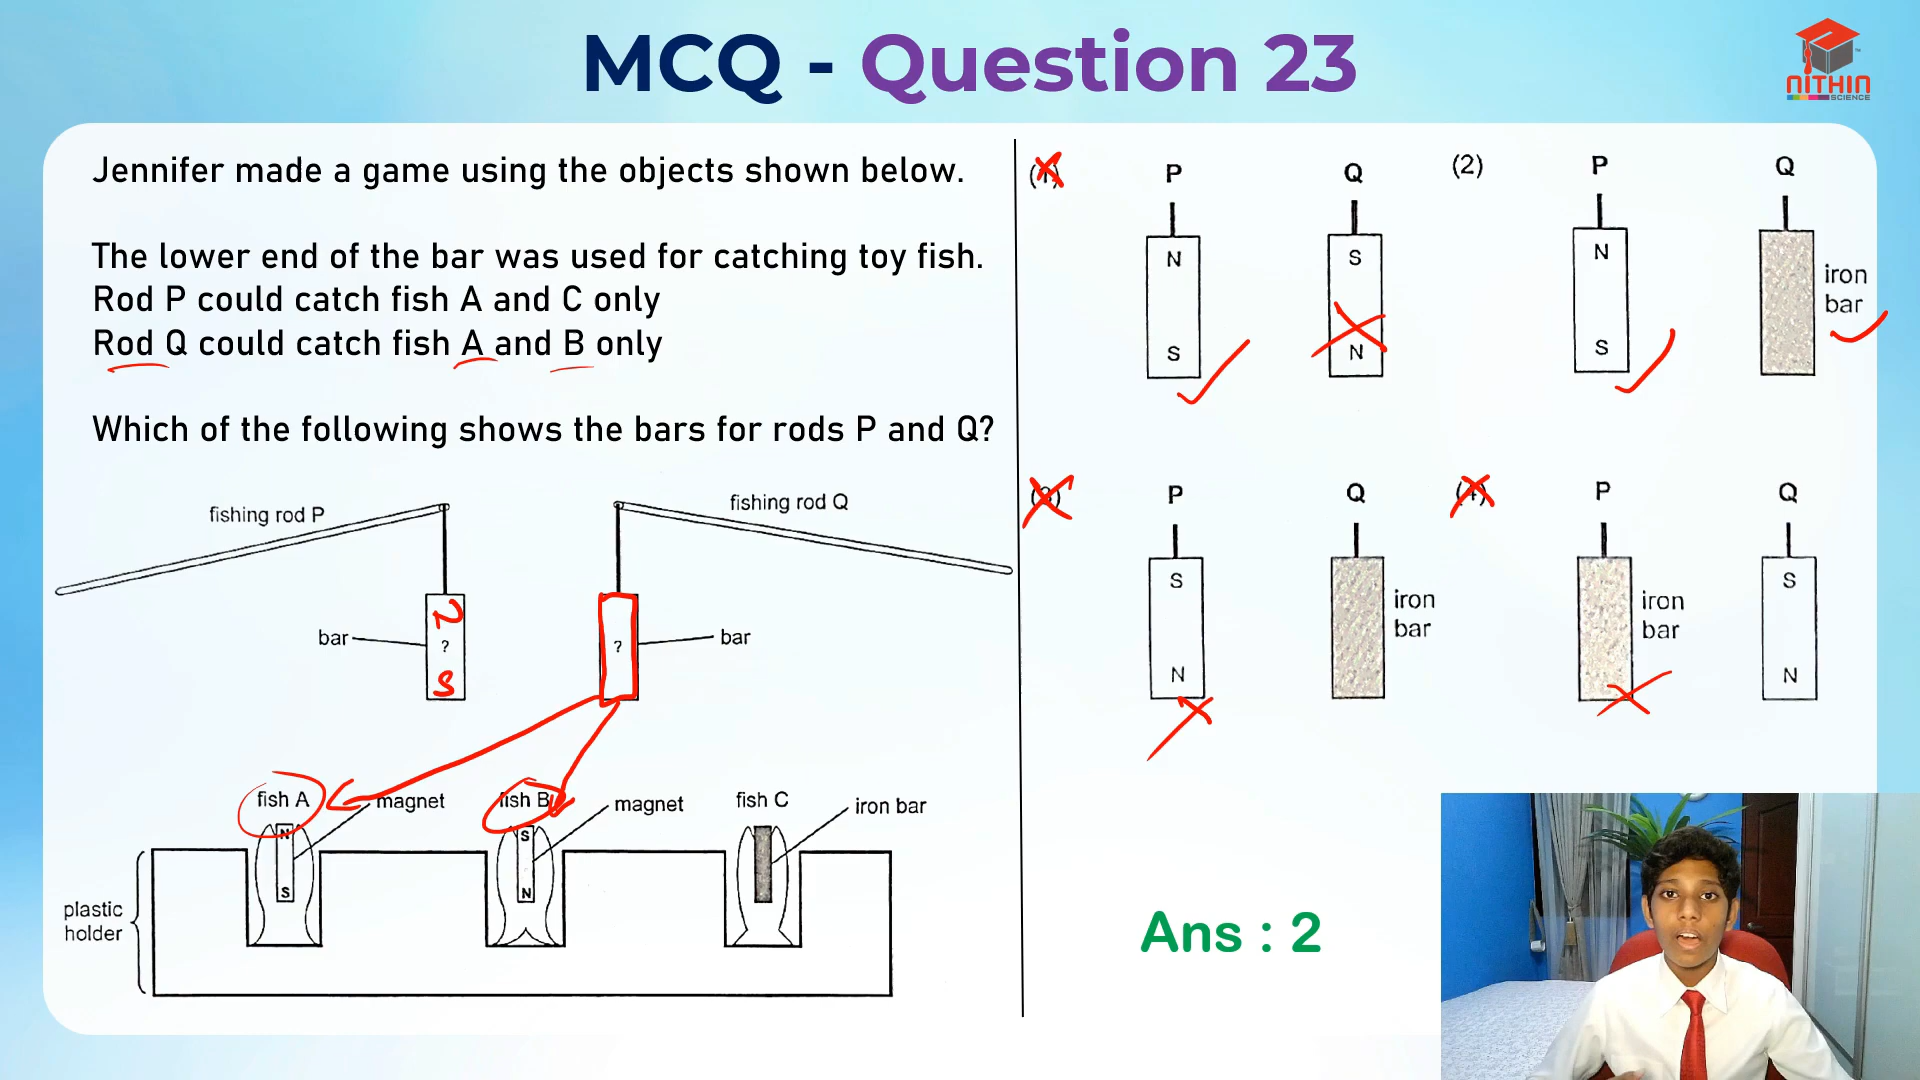 MCQ - Question 23
NITHIN
SCIENCE
Jennifer made a game using the objects shown below.
The lower end of the bar was used for catching toy fish.
Rod P could catch fish A and C only
Rod Q could catch fish A and B only
Which of the following shows the bars for rods P and Q?
fishing rod P
fishing rod Q
bar
N
?
S
?
bar
fish A
magnet
fish B
magnet
fish C
iron bar
N
S
S
N
plastic
holder
(1)
P
Q
N
S
S
N
(2)
P
Q
N
S
iron
bar
(3)
P
Q
S
N
iron
bar
(4)
P
Q
iron
bar
S
N
Ans : 2